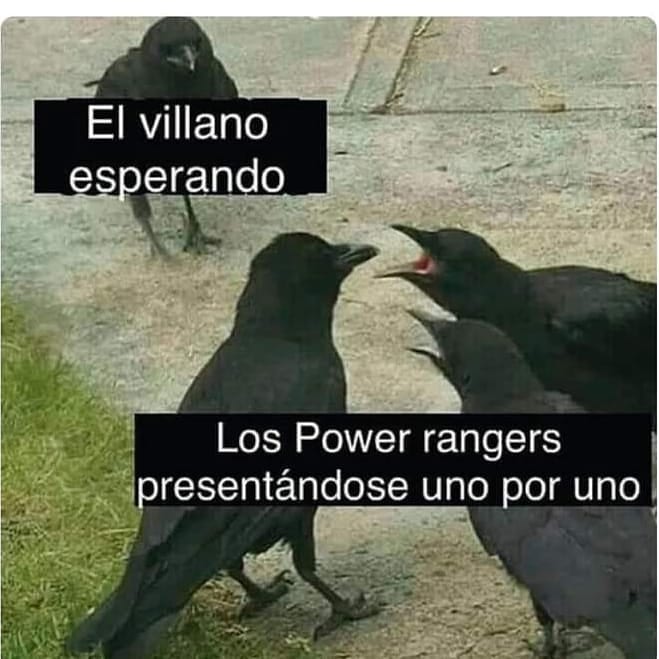 El villano
esperando
Los Power rangers
presentándose uno por uno